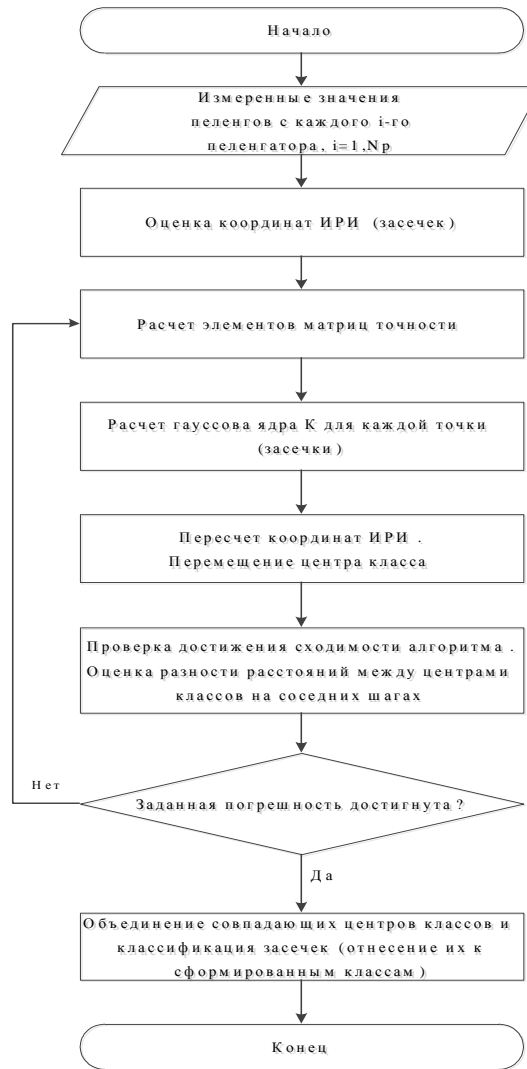 Начало
Измеренные значения
пеленгов с каждого i-го
пеленгатора, i=1,Np
Оценка координат ИРИ (засечек)
Расчет элементов матриц точности
Расчет гауссова ядра К для каждой точки
(засечки)
Пересчет координат ИРИ .
Перемещение центра класса
Проверка достижения сходимости алгоритма .
Оценка разности расстояний между центрами
классов на соседних шагах
Нет
Заданная погрешность достигнута ?
Да
Объединение совпадающих центров классов и
классификация засечек (отнесение их к
сформированным классам)
Конец